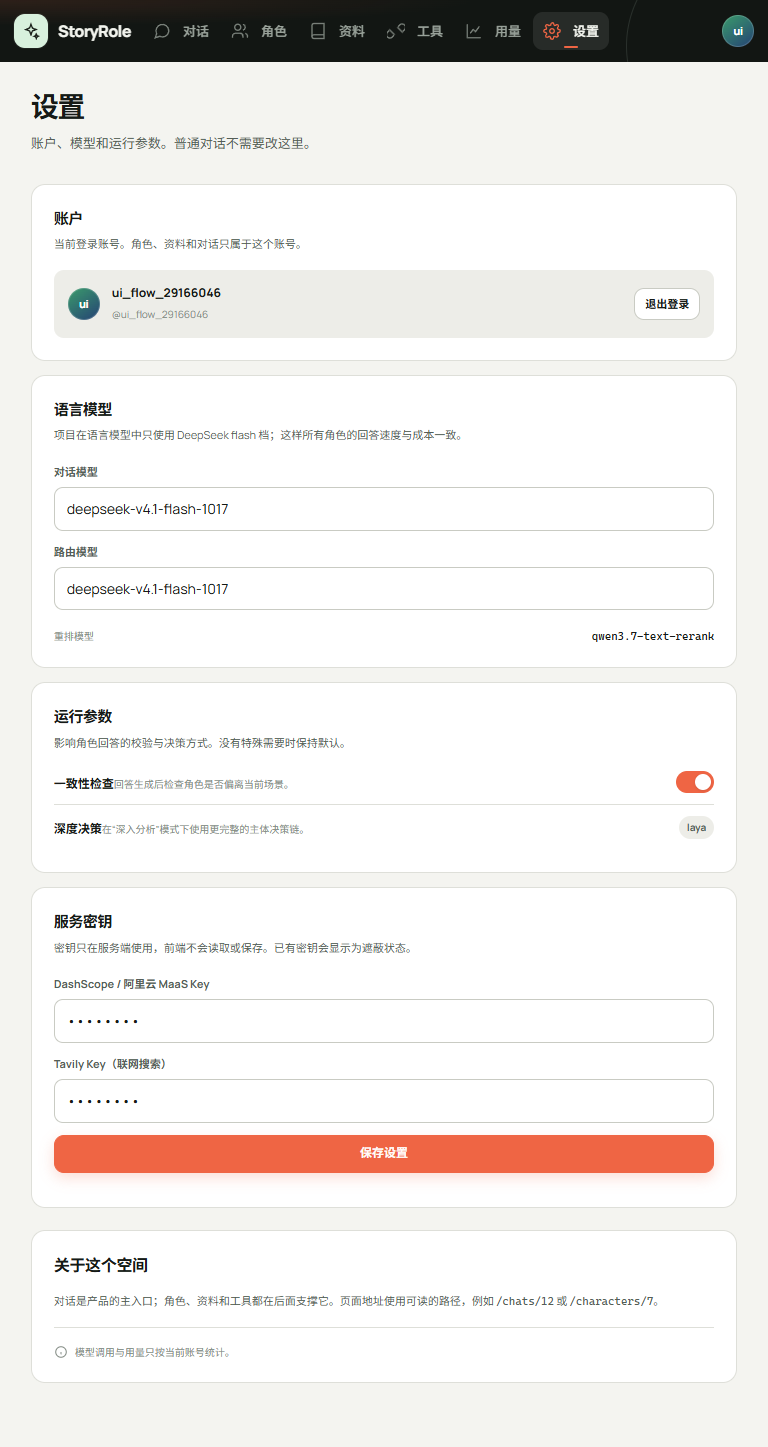 StoryRole 对话 角色 资料 工具 用量 设置 ui
设置
账户、模型和运行参数。普通对话不需要改这里。
账户
当前登录账号。角色、资料和对话只属于这个账号。
ui
ui_flow_29166046
@ui_flow_29166046
退出登录
语言模型
项目在语言模型中只使用 DeepSeek flash 档；这样所有角色的回答速度与成本一致。
对话模型
deepseek-v4.1-flash-1017
路由模型
deepseek-v4.1-flash-1017
重排模型 qwen3.7-text-rerank
运行参数
影响角色回答的校验与决策方式。没有特殊需要时保持默认。
一致性检查回答生成后检查角色是否偏离当前场景。
深度决策在“深入分析”模式下使用更完整的主体决策链。 laya
服务密钥
密钥只在服务端使用，前端不会读取或保存。已有密钥会显示为遮蔽状态。
DashScope / 阿里云 MaaS Key
••••••••
Tavily Key（联网搜索）
••••••••
保存设置
关于这个空间
对话是产品的主入口；角色、资料和工具都在后面支撑它。页面地址使用可读的路径，例如 /chats/12 或 /characters/7。
模型调用与用量只按当前账号统计。